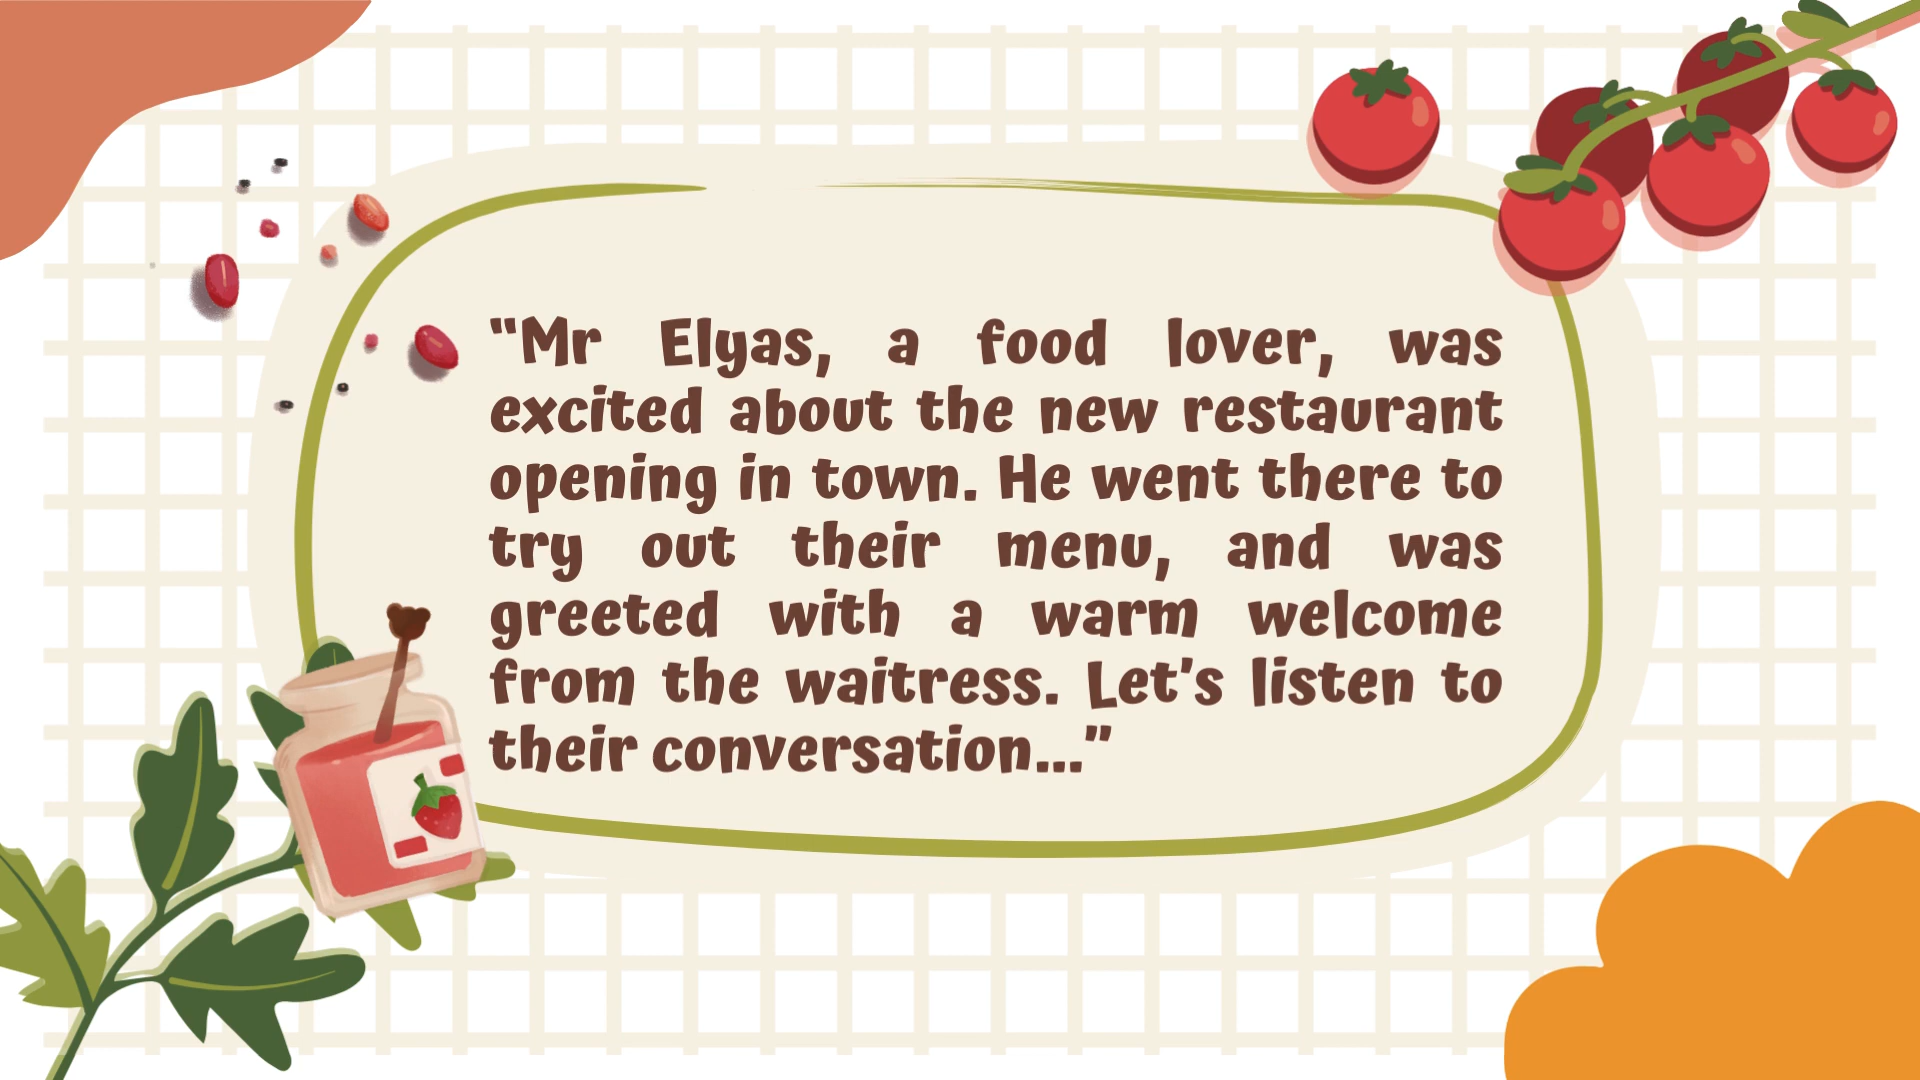 “Mr Elyas, a food lover, was
excited about the new restaurant
opening in town. He went there to
try out their menu, and was
greeted with a warm welcome
from the waitress. Let’s listen to
their conversation...”